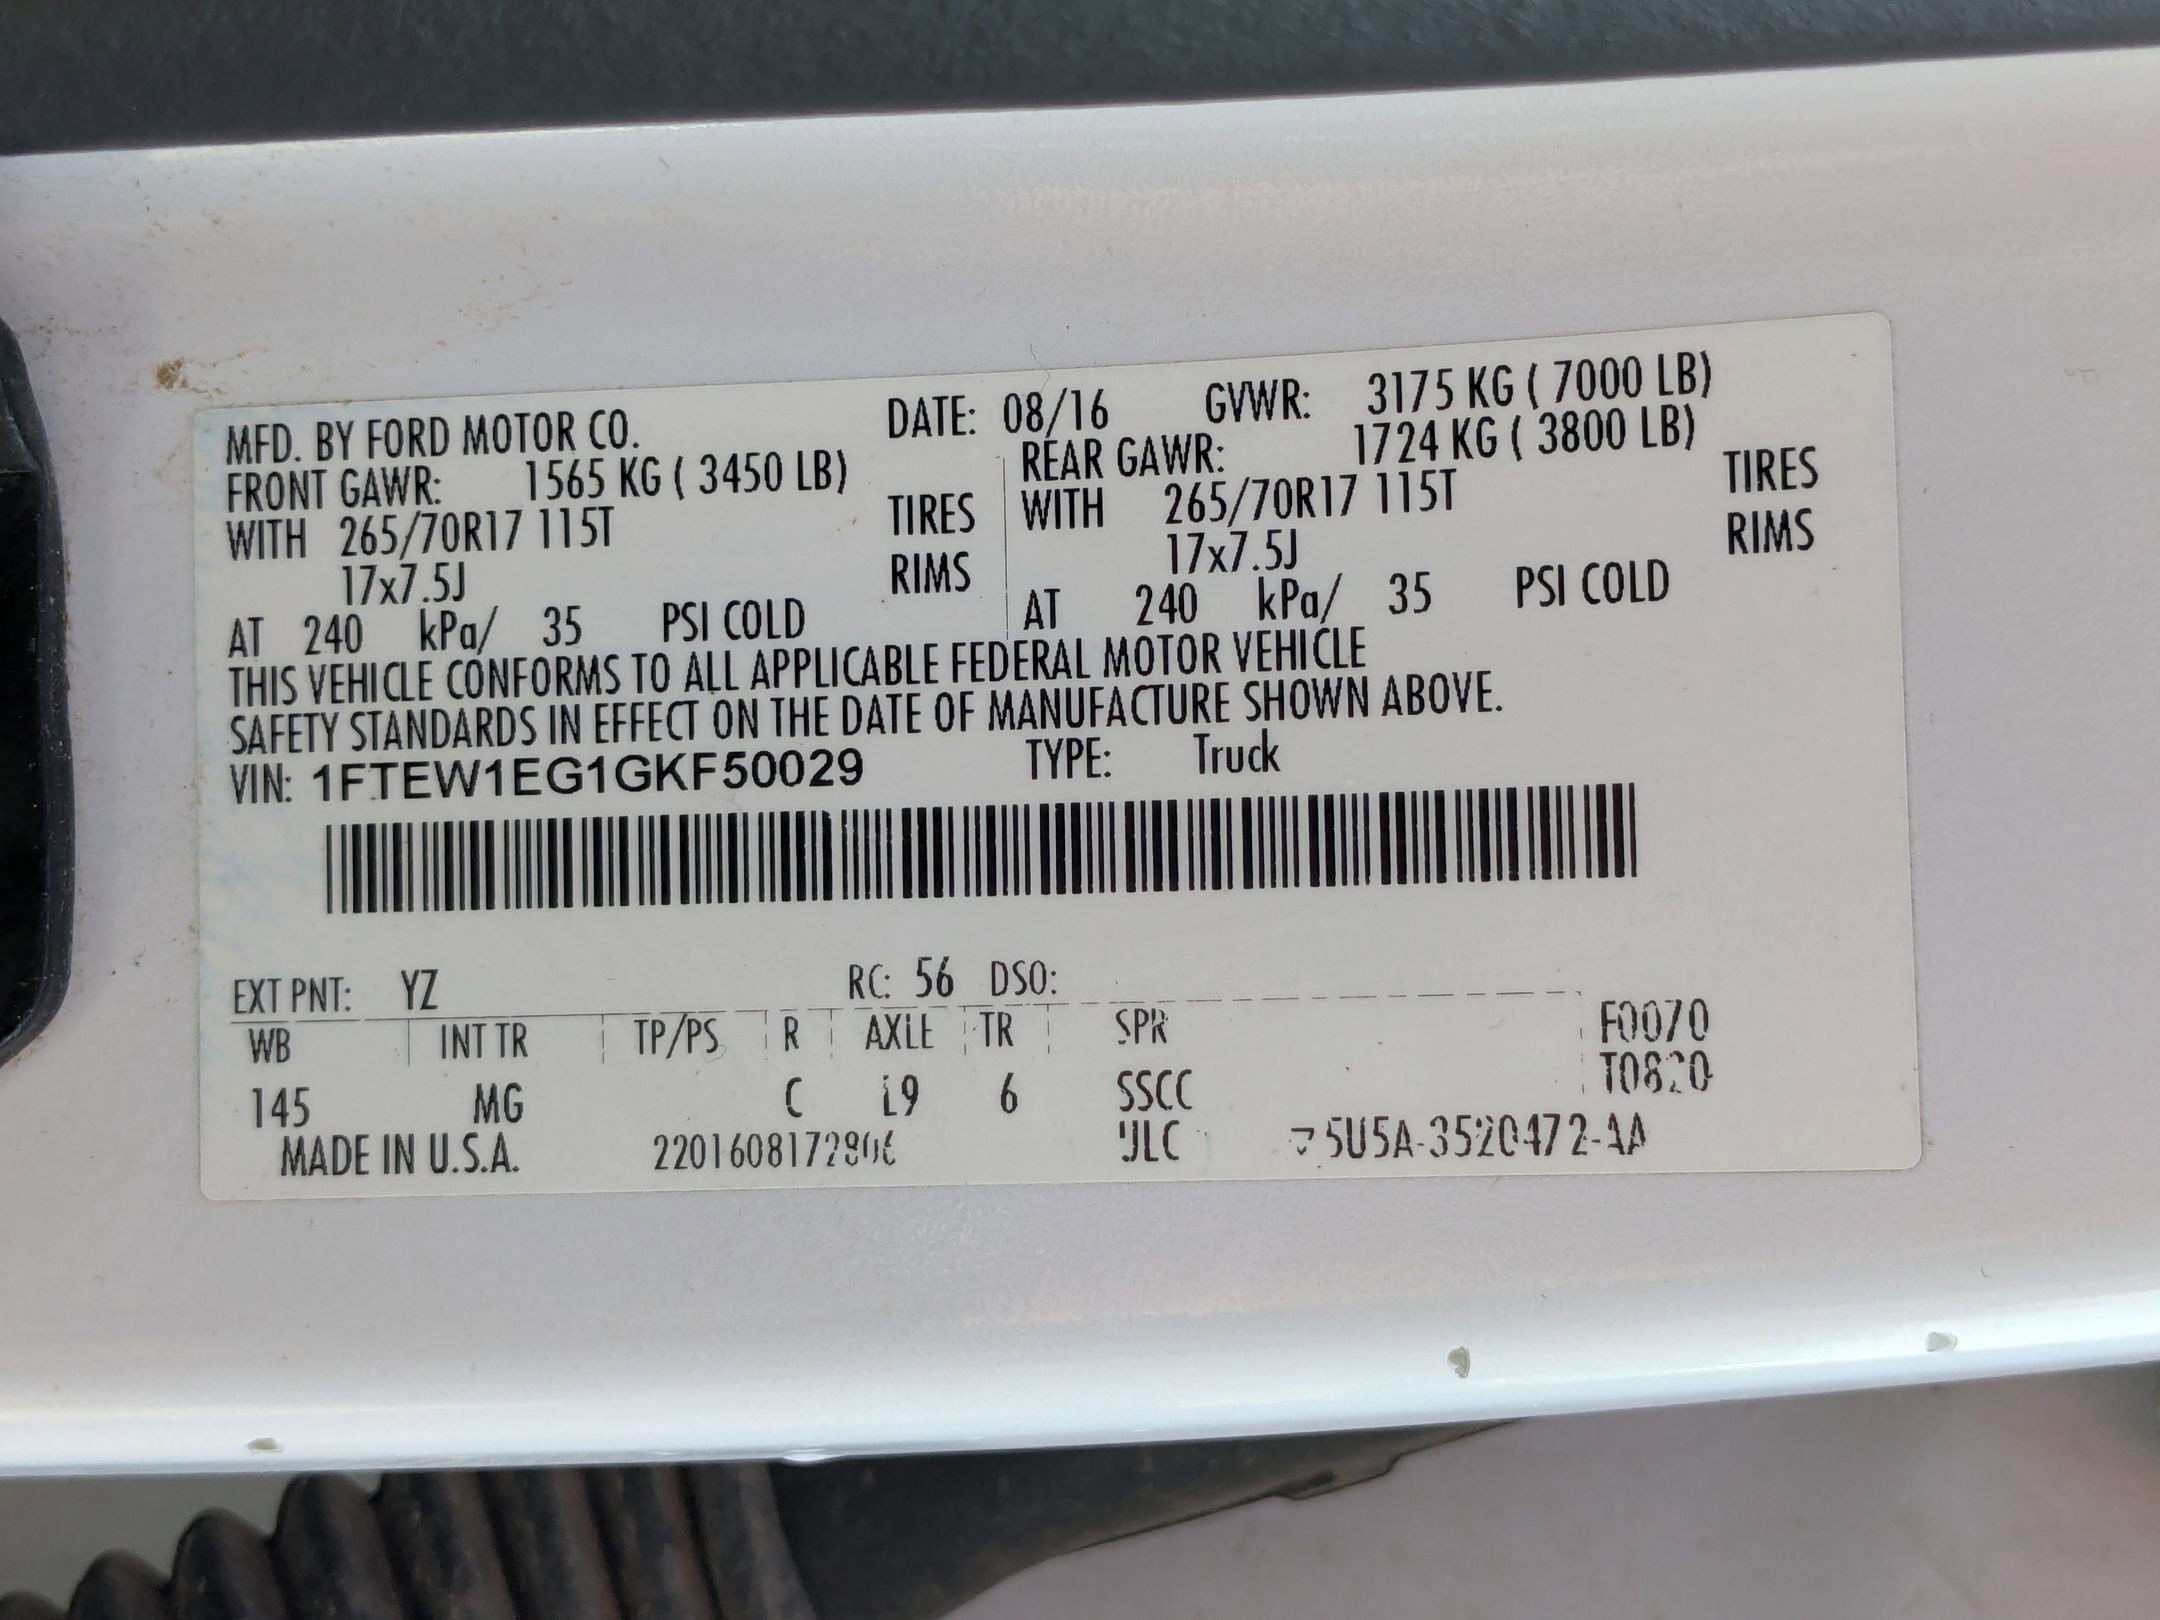 MFD. BY FORD MOTOR CO. DATE: 08/16 GVWR: 3175 KG ( 7000 LB)
FRONT GAWR: 1565 KG ( 3450 LB) REAR GAWR: 1724 KG ( 3800 LB)
WITH 265/70R17 115T TIRES WITH 265/70R17 115T TIRES
17x7.5J RIMS 17x7.5J RIMS
AT 240 kPa/ 35 PSI COLD AT 240 kPa/ 35 PSI COLD
THIS VEHICLE CONFORMS TO ALL APPLICABLE FEDERAL MOTOR VEHICLE
SAFETY STANDARDS IN EFFECT ON THE DATE OF MANUFACTURE SHOWN ABOVE.
VIN: 1FTEW1EG1GKF50029 TYPE: Truck
EXT PNT: YZ RC: 56 DSO:
WB INT TR TP/PS R AXLE TR SPR F0070
T0820
145 MG C L9 6 SSCC
MADE IN U.S.A. ULC